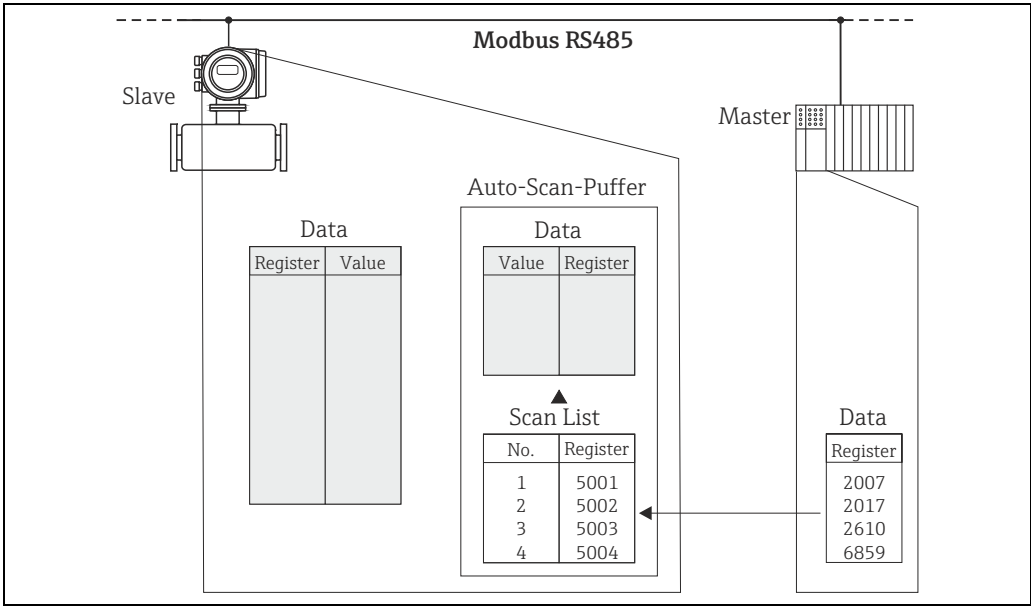 Modbus RS485
Slave
Master
Auto-Scan-Puffer
Data
Register Value
Data
Value Register
Scan List
No. Register
1 5001
2 5002
3 5003
4 5004
Data
Register
2007
2017
2610
6859